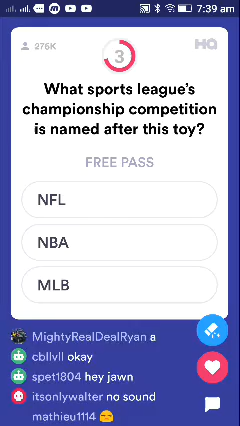 7:39 am
276K
3
HQ
What sports league's
championship competition
is named after this toy?
FREE PASS
NFL
NBA
MLB
MightyRealDealRyan a
cbllvll okay
spet1804 hey jawn
itsonlywalter no sound
mathieu1114 😑